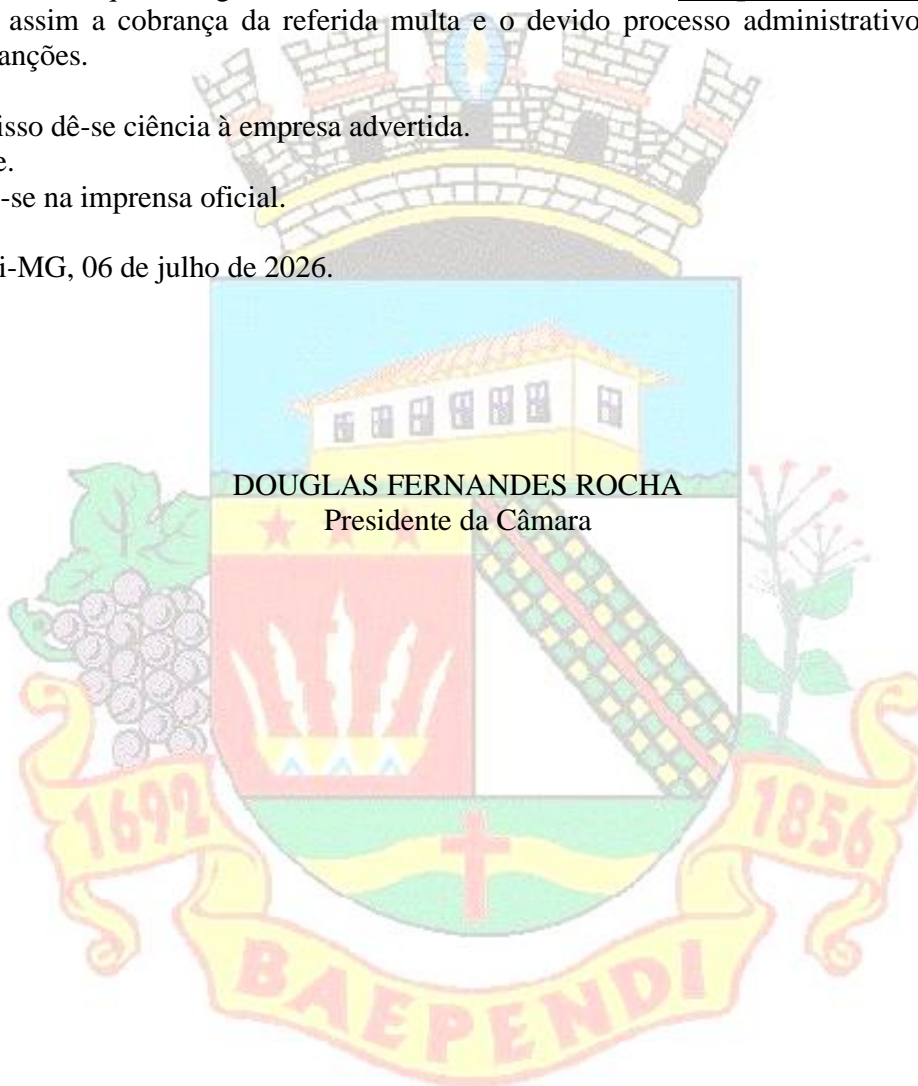 assim a cobrança da referida multa e o devido processo administrativo
anções.
isso dê-se ciência à empresa advertida.
e.
-se na imprensa oficial.
i-MG, 06 de julho de 2026.
DOUGLAS FERNANDES ROCHA
Presidente da Câmara
1692
1856
BAEPENDI